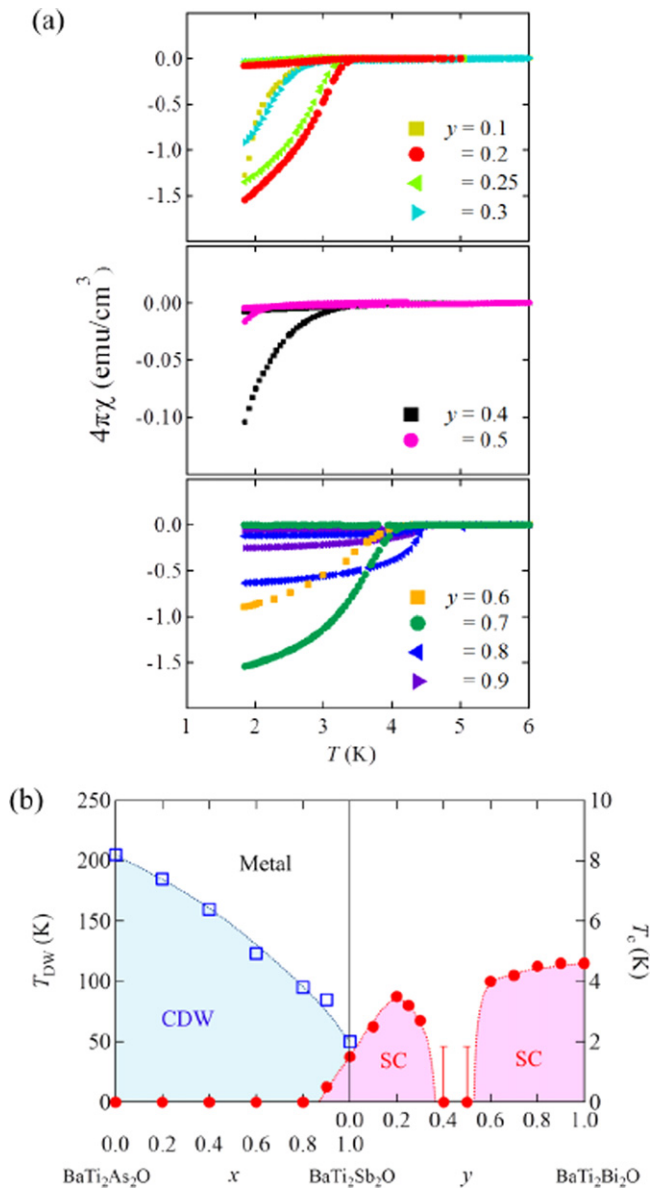 (a)
0.0
-0.5
-1.0
-1.5
y = 0.1
= 0.2
= 0.25
= 0.3
4πχ (emu/cm³)
0.00
-0.05
-0.10
y = 0.4
= 0.5
0.0
-0.5
-1.0
-1.5
y = 0.6
= 0.7
= 0.8
= 0.9
1 2 3 4 5 6
T (K)
(b)
250 10
200 8
150 6
100 4
50 2
0 0
T_DW (K)
T_c (K)
Metal
CDW
SC
SC
0.0 0.2 0.4 0.6 0.8 1.0
0.0 0.2 0.4 0.6 0.8 1.0
BaTi₂As₂O x BaTi₂Sb₂O y BaTi₂Bi₂O